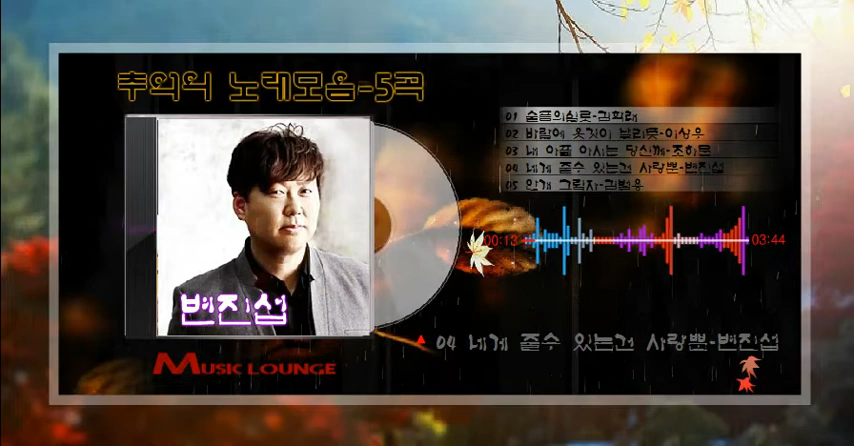 추억의 노래모음-5곡
01 슬픔의심로-김학래
02 바람에 옷깃이 날리듯-이상우
03 내 아픔 아시는 당신께-조하문
04 네게 줄수 있는건 사랑뿐-변진섭
05 안개 그림자-김범용
00:13
03:44
변진섭
04 네게 줄수 있는건 사랑뿐-변진섭
MUSIC LOUNGE